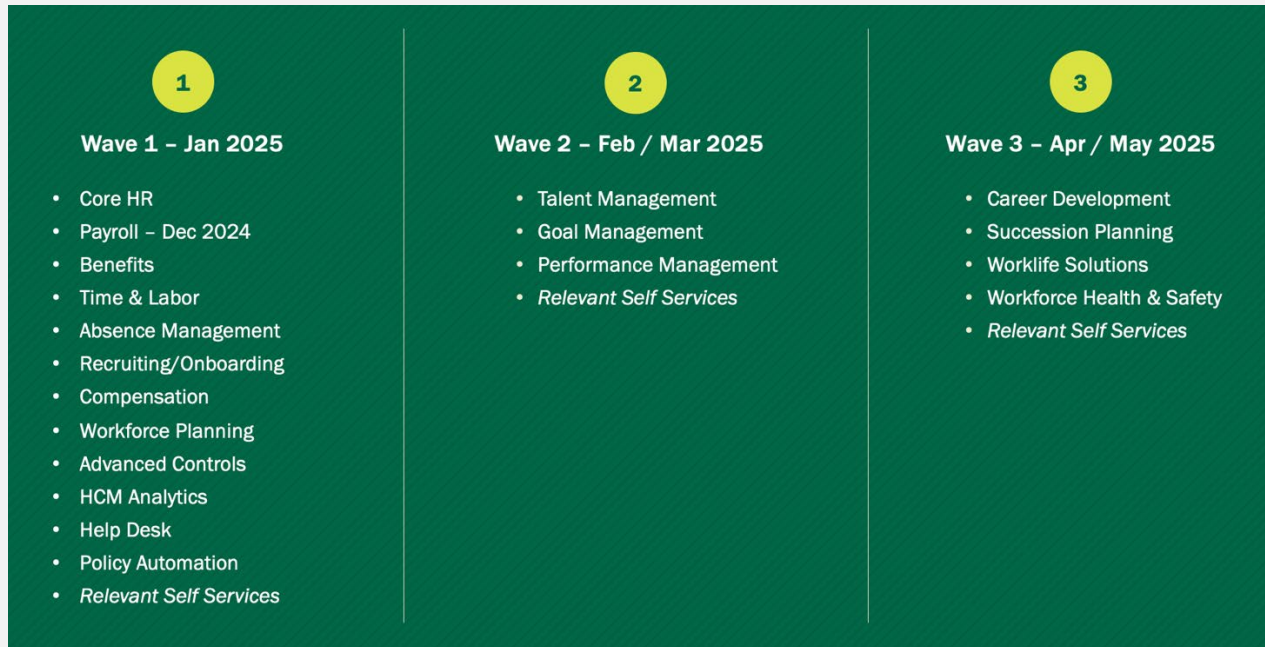 1
Wave 1 – Jan 2025
• Core HR
• Payroll – Dec 2024
• Benefits
• Time & Labor
• Absence Management
• Recruiting/Onboarding
• Compensation
• Workforce Planning
• Advanced Controls
• HCM Analytics
• Help Desk
• Policy Automation
• Relevant Self Services
2
Wave 2 – Feb / Mar 2025
• Talent Management
• Goal Management
• Performance Management
• Relevant Self Services
3
Wave 3 – Apr / May 2025
• Career Development
• Succession Planning
• Worklife Solutions
• Workforce Health & Safety
• Relevant Self Services